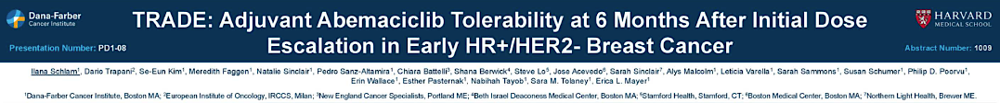 Dana-Farber
Cancer Institute
TRADE: Adjuvant Abemaciclib Tolerability at 6 Months After Initial Dose
Escalation in Early HR+/HER2- Breast Cancer
HARVARD
MEDICAL SCHOOL
Presentation Number: PD1-08
Abstract Number: 1009
Ilana Schlam¹, Dario Trapani², Se-Eun Kim¹, Meredith Faggen¹, Natalie Sinclair¹, Pedro Sanz-Altamira¹, Chiara Battelli³, Shana Berwick⁴, Steve Lo⁵, Jose Acevedo⁶, Sarah Sinclair⁷, Alys Malcolm¹, Leticia Varella¹, Sarah Sammons¹, Susan Schumer¹, Philip D. Poorvu¹,
Erin Wallace¹, Esther Pasternak¹, Nabihah Tayob¹, Sara M. Tolaney¹, Erica L. Mayer¹
¹Dana-Farber Cancer Institute, Boston MA; ²European Institute of Oncology, IRCCS, Milan; ³New England Cancer Specialists, Portland ME; ⁴Beth Israel Deaconess Medical Center, Boston MA; ⁵Stamford Health, Stamford, CT; ⁶Boston Medical Center, Boston MA; ⁷Northern Light Health, Brewer ME.